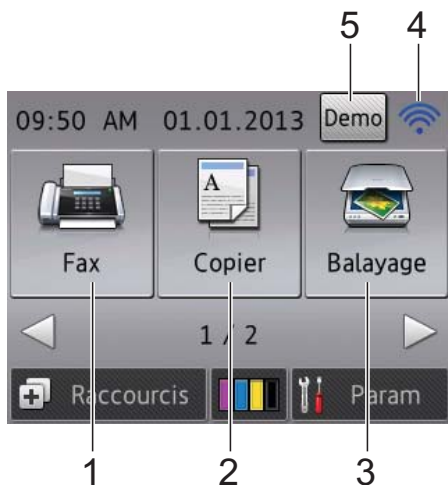 5 4
09:50 AM 01.01.2013 Demo
A
Fax Copier Balayage
1 / 2
Raccourcis Param
1 2 3